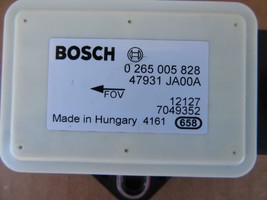 BOSCH
0 265 005 828
47931 JA00A
FOV
12127
7049352
Made in Hungary 4161 658